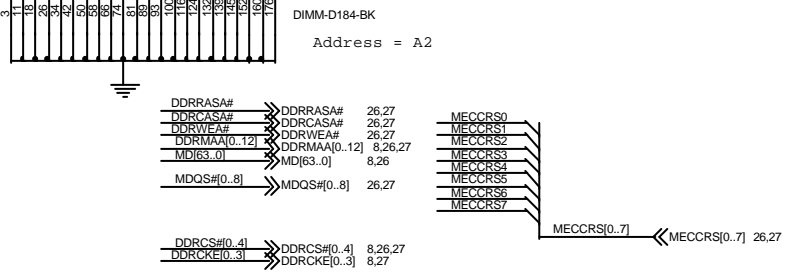 3 11 18 26 34 42 50 58 66 74 81 89 93 100 116 124 132 139 145 152 160 176
DIMM-D184-BK
Address = A2
DDRRASA# DDRRASA# 26,27
DDRCASA# DDRCASA# 26,27
DDRWEA# DDRWEA# 26,27
DDRMAA[0..12] DDRMAA[0..12] 8,26,27
MD[63..0] MD[63..0] 8,26
MDQS#[0..8] MDQS#[0..8] 26,27
DDRCS#[0..4] DDRCS#[0..4] 8,26,27
DDRCKE[0..3] DDRCKE[0..3] 8,27
MECCRS0
MECCRS1
MECCRS2
MECCRS3
MECCRS4
MECCRS5
MECCRS6
MECCRS7
MECCRS[0..7] MECCRS[0..7] 26,27